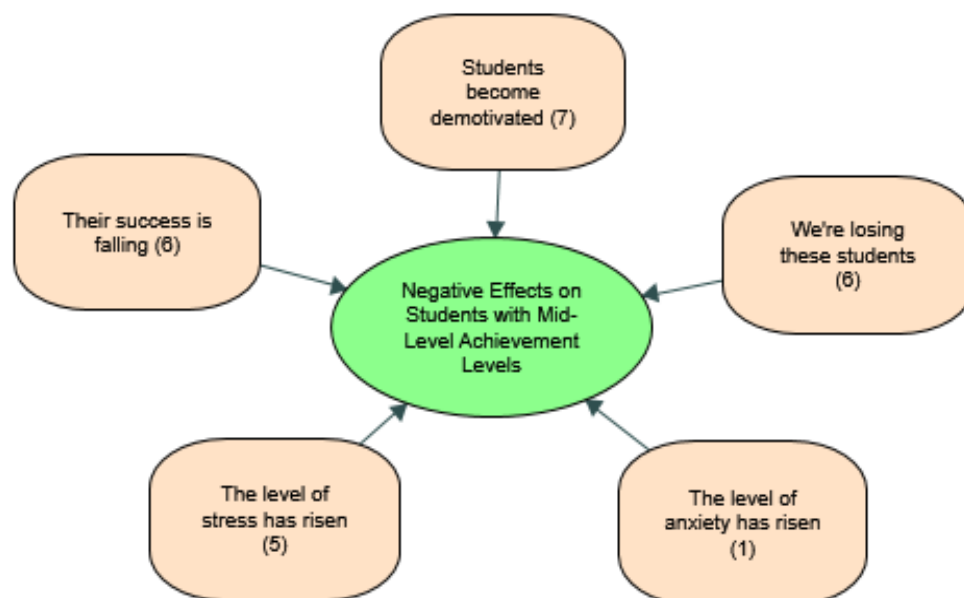 Students
become
demotivated (7)
Their success is
falling (6)
We're losing
these students
(6)
Negative Effects on
Students with Mid-
Level Achievement
Levels
The level of
stress has risen
(5)
The level of
anxiety has risen
(1)